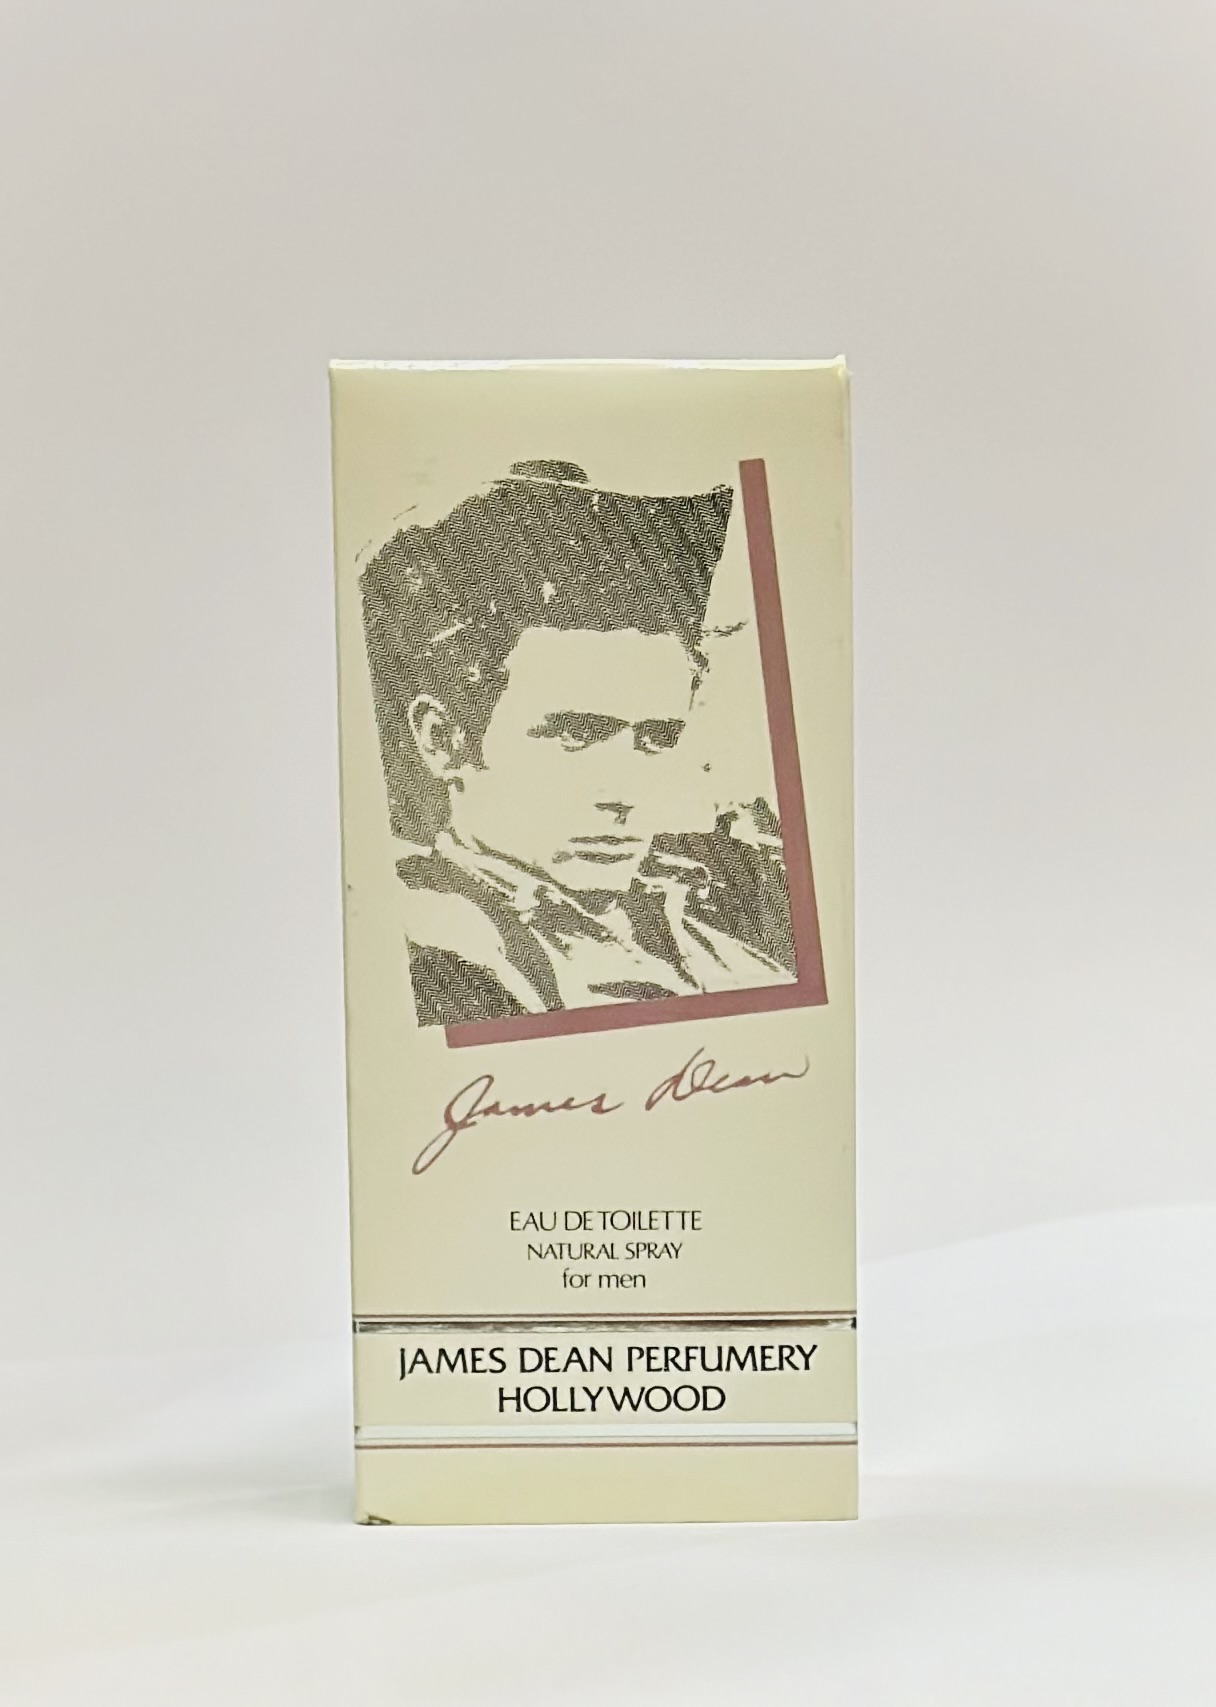 James Dean
EAU DE TOILETTE
NATURAL SPRAY
for men
JAMES DEAN PERFUMERY
HOLLYWOOD